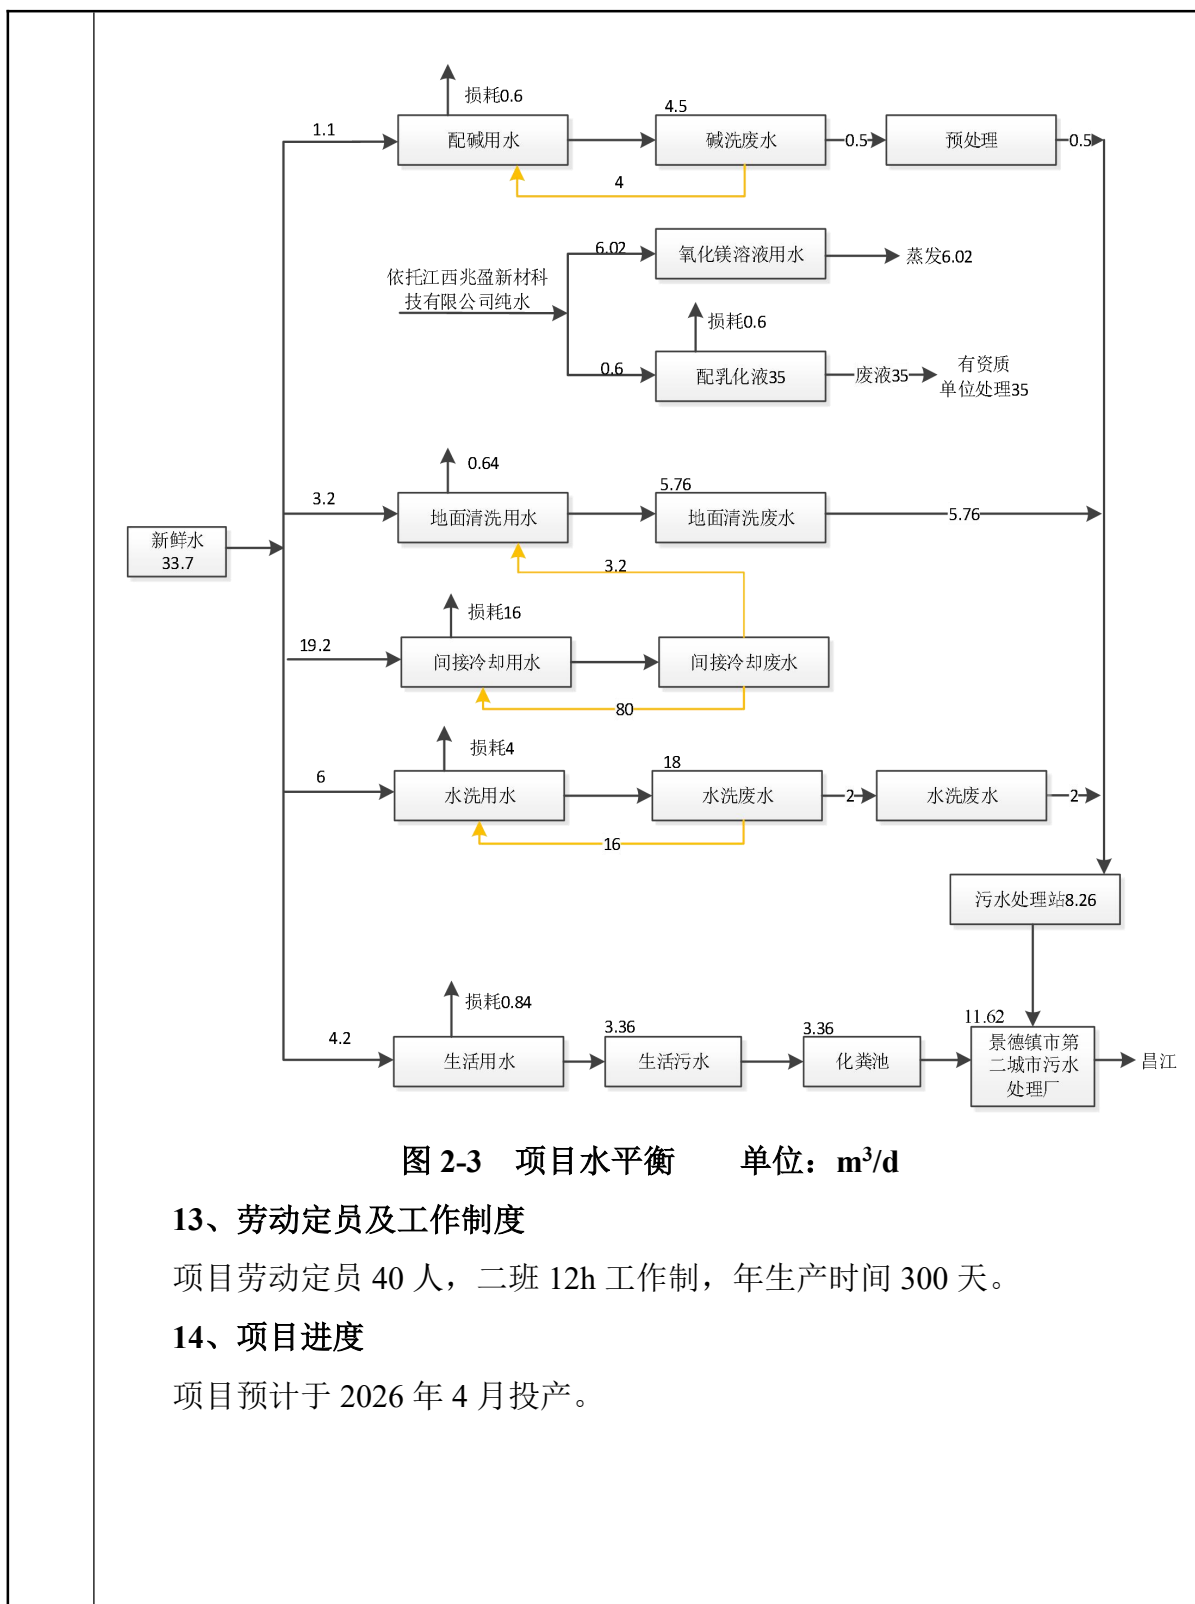 损耗0.6
1.1
配碱用水
4.5
碱洗废水
0.5
预处理
0.5
4
6.02
氧化镁溶液用水
蒸发6.02
依托江西兆盈新材料科
技有限公司纯水
损耗0.6
0.6
配乳化液35
废液35
有资质
单位处理35
0.64
3.2
地面清洗用水
5.76
地面清洗废水
5.76
新鲜水
33.7
3.2
损耗16
19.2
间接冷却用水
间接冷却废水
80
损耗4
6
水洗用水
18
水洗废水
2
水洗废水
2
16
污水处理站8.26
损耗0.84
4.2
生活用水
3.36
生活污水
3.36
化粪池
11.62
景德镇市第
二城市污水
处理厂
昌江
图 2-3 项目水平衡 单位：m³/d
13、劳动定员及工作制度
项目劳动定员 40 人，二班 12h 工作制，年生产时间 300 天。
14、项目进度
项目预计于 2026 年 4 月投产。